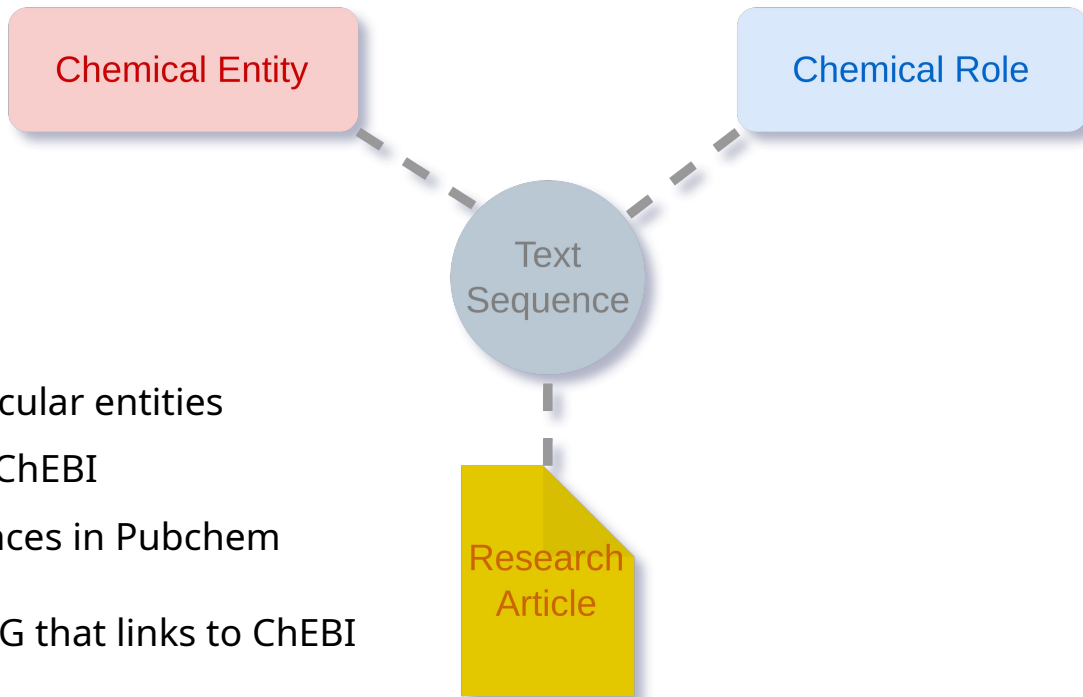 Chemical Entity
Chemical Role
Text
Sequence
cular entities
ChEBI
nces in Pubchem
Research
Article
G that links to ChEBI